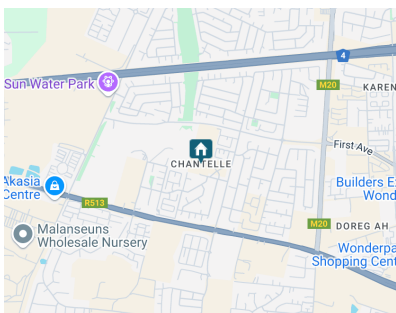 4
Sun Water Park
M20
KAREN
First Ave
CHANTELLE
Akasia
Centre
Builders E
Wond
R513
M20
DOREG AH
Malanseuns
Wholesale Nursery
Wonderpa
Shopping Cent